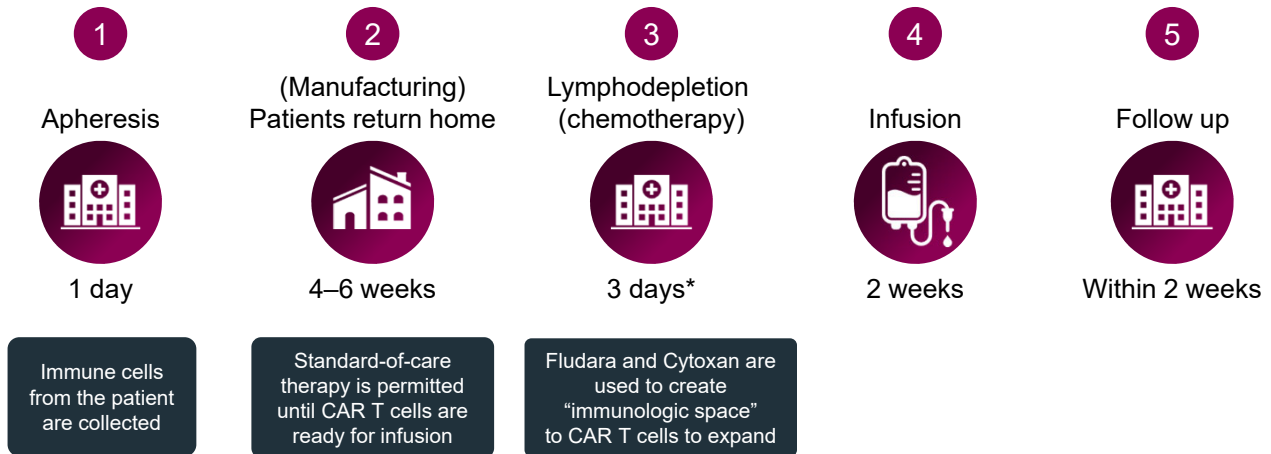 1
Apheresis
1 day
Immune cells
from the patient
are collected
2
(Manufacturing)
Patients return home
4–6 weeks
Standard-of-care
therapy is permitted
until CAR T cells are
ready for infusion
3
Lymphodepletion
(chemotherapy)
3 days*
Fludara and Cytoxan are
used to create
“immunologic space”
to CAR T cells to expand
4
Infusion
2 weeks
5
Follow up
Within 2 weeks